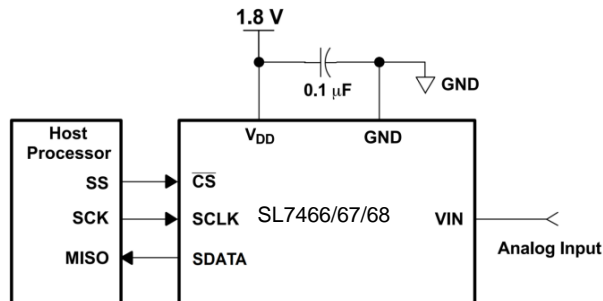 1.8 V
0.1 μF
GND
Host
Processor
V_DD
GND
SS
CS̅
SCK
SCLK
SL7466/67/68
VIN
MISO
SDATA
Analog Input